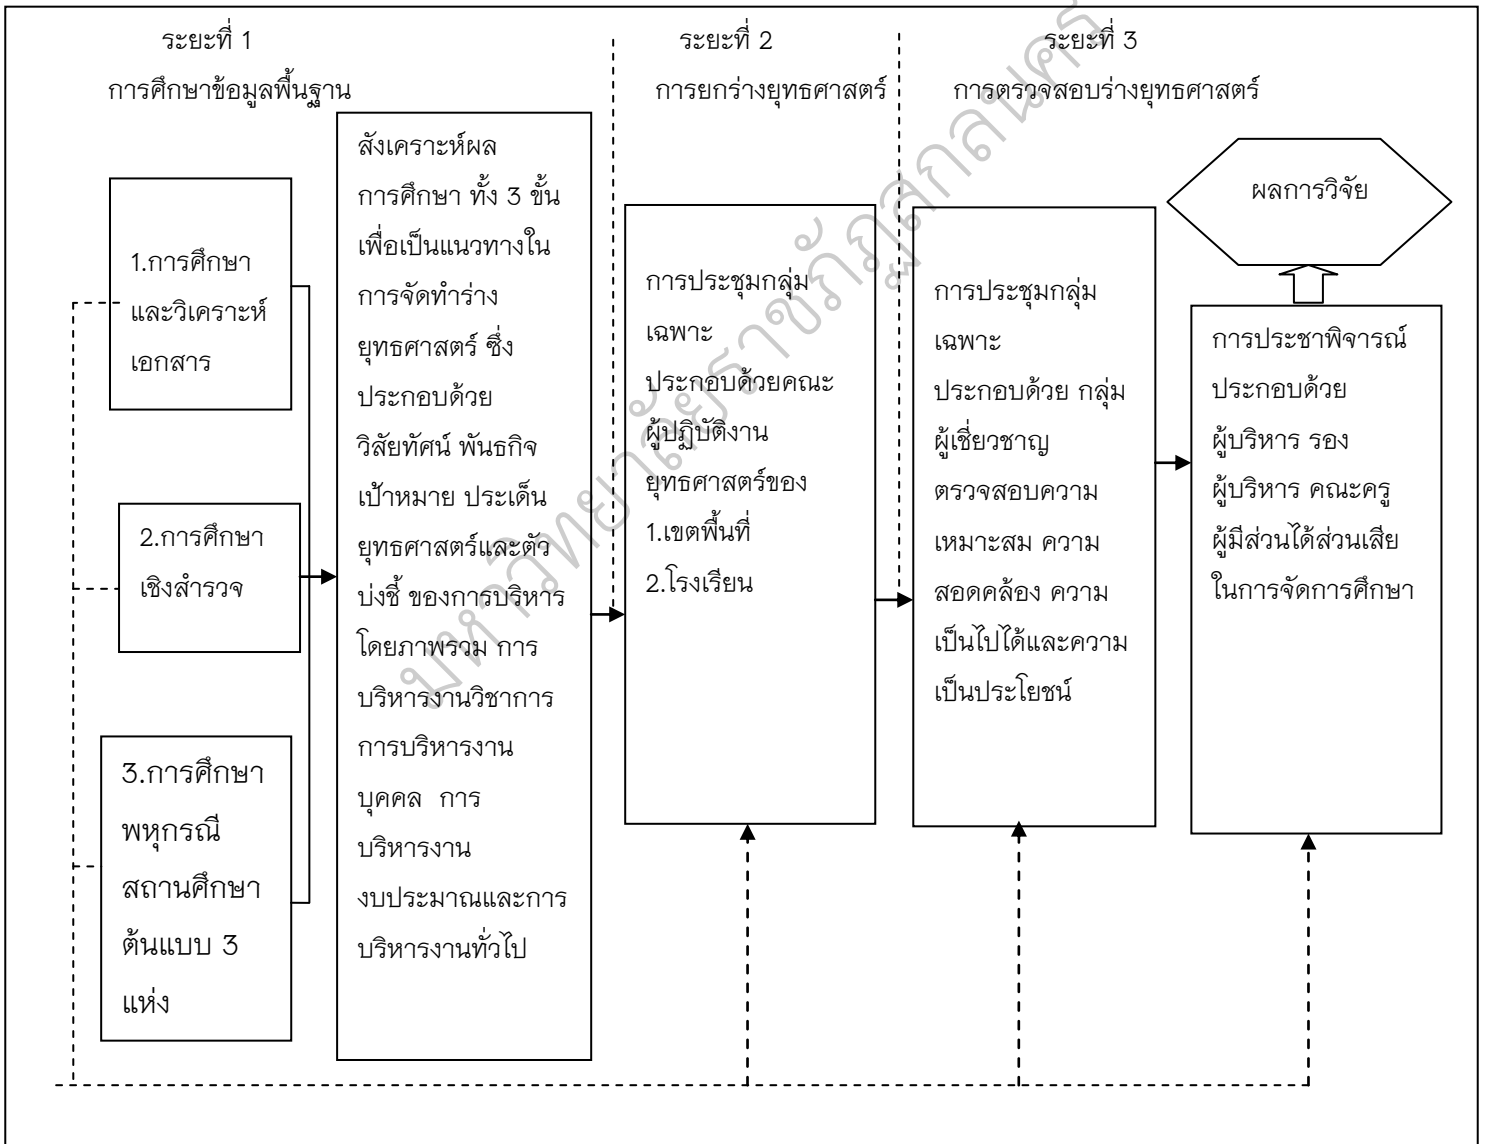 ระยะที่ 1
การศึกษาข้อมูลพื้นฐาน
1.การศึกษา
และวิเคราะห์
เอกสาร
2.การศึกษา
เชิงสำรวจ
3.การศึกษา
พหุกรณี
สถานศึกษา
ต้นแบบ 3
แห่ง
สังเคราะห์ผล
การศึกษา ทั้ง 3 ขั้น
เพื่อเป็นแนวทางใน
การจัดทำร่าง
ยุทธศาสตร์ ซึ่ง
ประกอบด้วย
วิสัยทัศน์ พันธกิจ
เป้าหมาย ประเด็น
ยุทธศาสตร์และตัว
บ่งชี้ ของการบริหาร
โดยภาพรวม การ
บริหารงานวิชาการ
การบริหารงาน
บุคคล การ
บริหารงาน
งบประมาณและการ
บริหารงานทั่วไป
ระยะที่ 2
การยกร่างยุทธศาสตร์
การประชุมกลุ่ม
เฉพาะ
ประกอบด้วยคณะ
ผู้ปฏิบัติงาน
ยุทธศาสตร์ของ
1.เขตพื้นที่
2.โรงเรียน
ระยะที่ 3
การตรวจสอบร่างยุทธศาสตร์
การประชุมกลุ่ม
เฉพาะ
ประกอบด้วย กลุ่ม
ผู้เชี่ยวชาญ
ตรวจสอบความ
เหมาะสม ความ
สอดคล้อง ความ
เป็นไปได้และความ
เป็นประโยชน์
ผลการวิจัย
การประชาพิจารณ์
ประกอบด้วย
ผู้บริหาร รอง
ผู้บริหาร คณะครู
ผู้มีส่วนได้ส่วนเสีย
ในการจัดการศึกษา
มหาวิทยาลัยราชภัฏสกลนคร